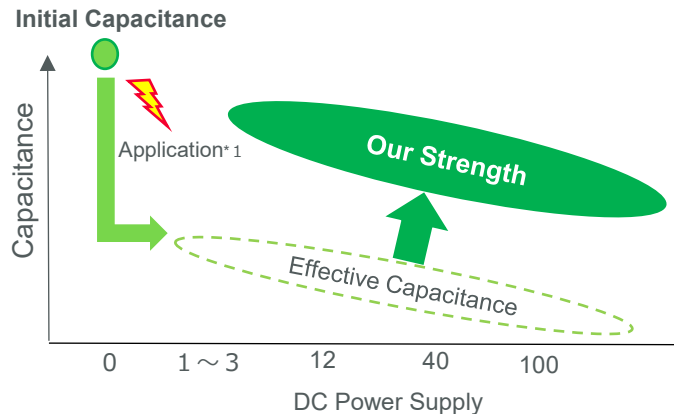 Initial Capacitance
Capacitance
Application*1
Our Strength
Effective Capacitance
0 1～3 12 40 100
DC Power Supply